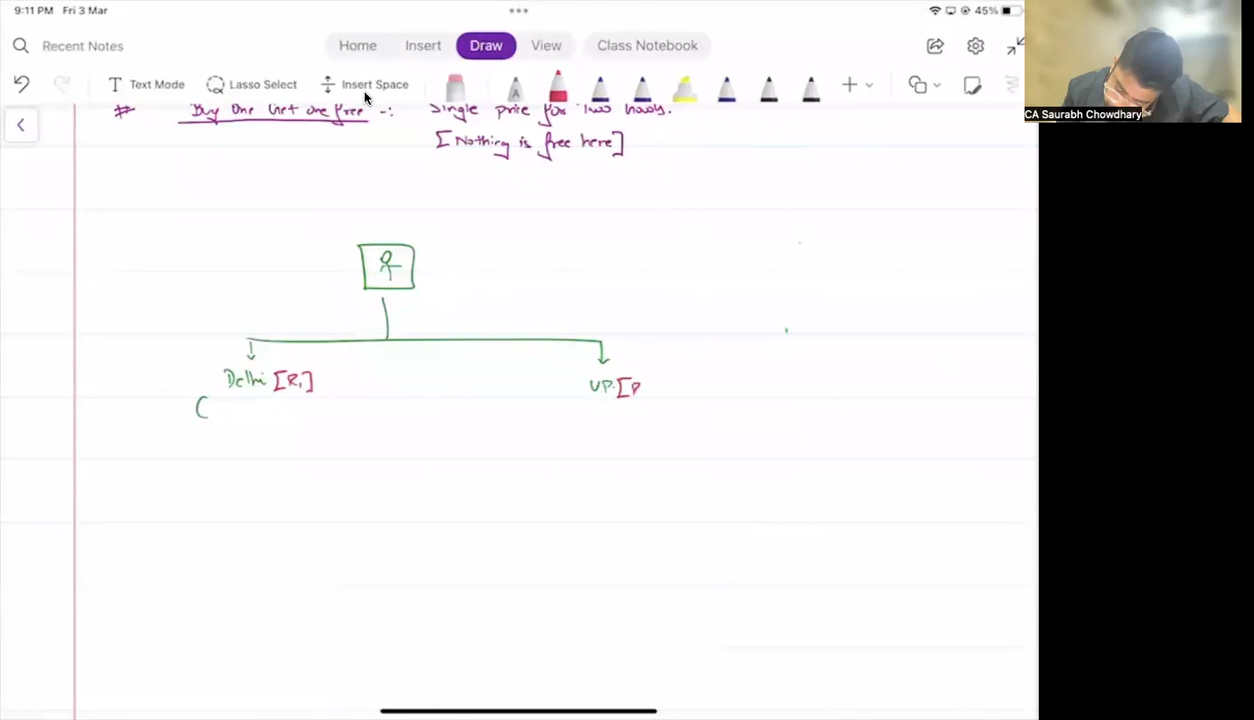 9:11 PM Fri 3 Mar
45%
Recent Notes
Home Insert Draw View Class Notebook
Text Mode Lasso Select Insert Space
A
CA Saurabh Chowdhary
# Buy One Get one free -: Single price for Two
[Nothing is free here]
Delhi [R1] UP. [R
(